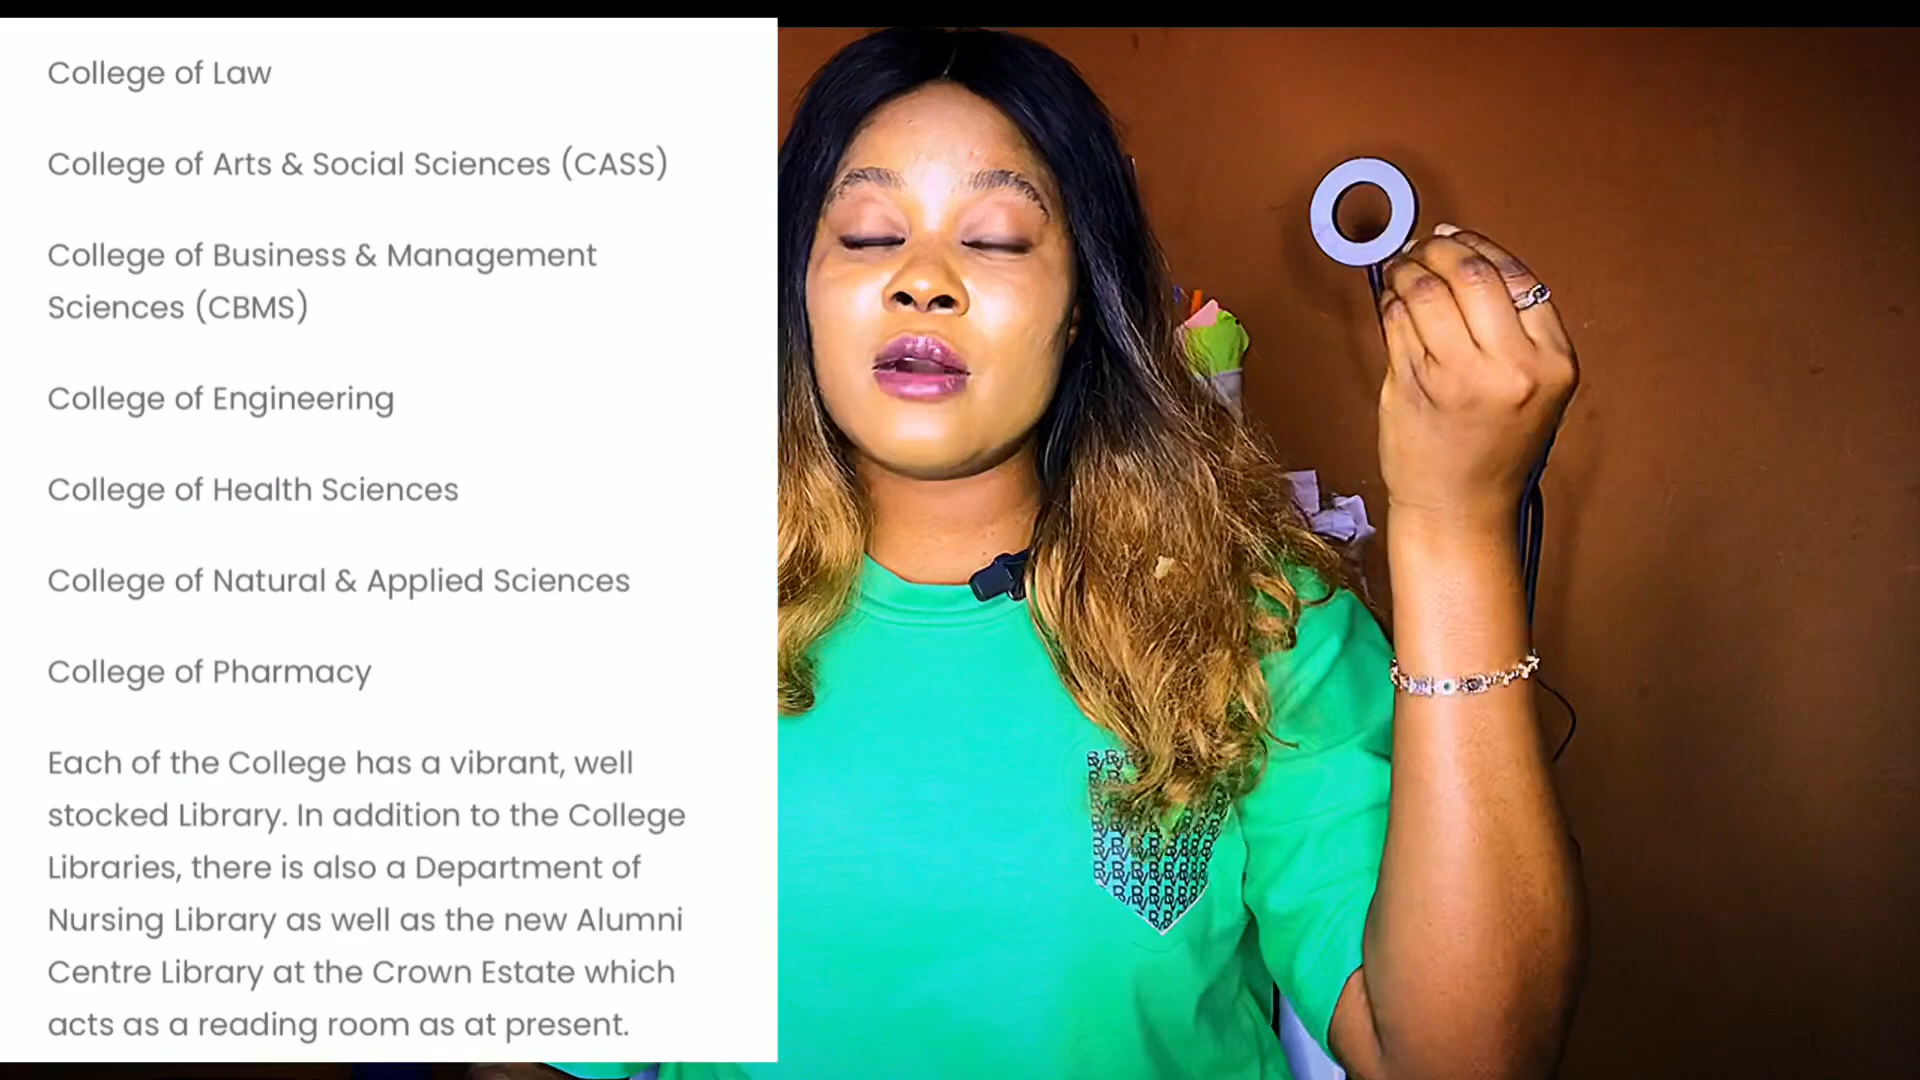 College of Law
College of Arts & Social Sciences (CASS)
College of Business & Management
Sciences (CBMS)
College of Engineering
College of Health Sciences
College of Natural & Applied Sciences
College of Pharmacy
Each of the College has a vibrant, well
stocked Library. In addition to the College
Libraries, there is also a Department of
Nursing Library as well as the new Alumni
Centre Library at the Crown Estate which
acts as a reading room as at present.